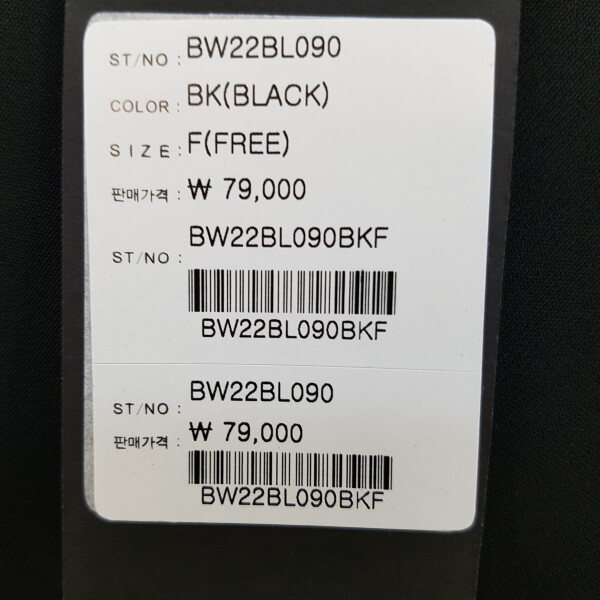 ST/NO : BW22BL090
COLOR : BK(BLACK)
SIZE : F(FREE)
판매가격 : ₩ 79,000
BW22BL090BKF
ST/NO :
BW22BL090BKF
BW22BL090
ST/NO :
판매가격 : ₩ 79,000
BW22BL090BKF